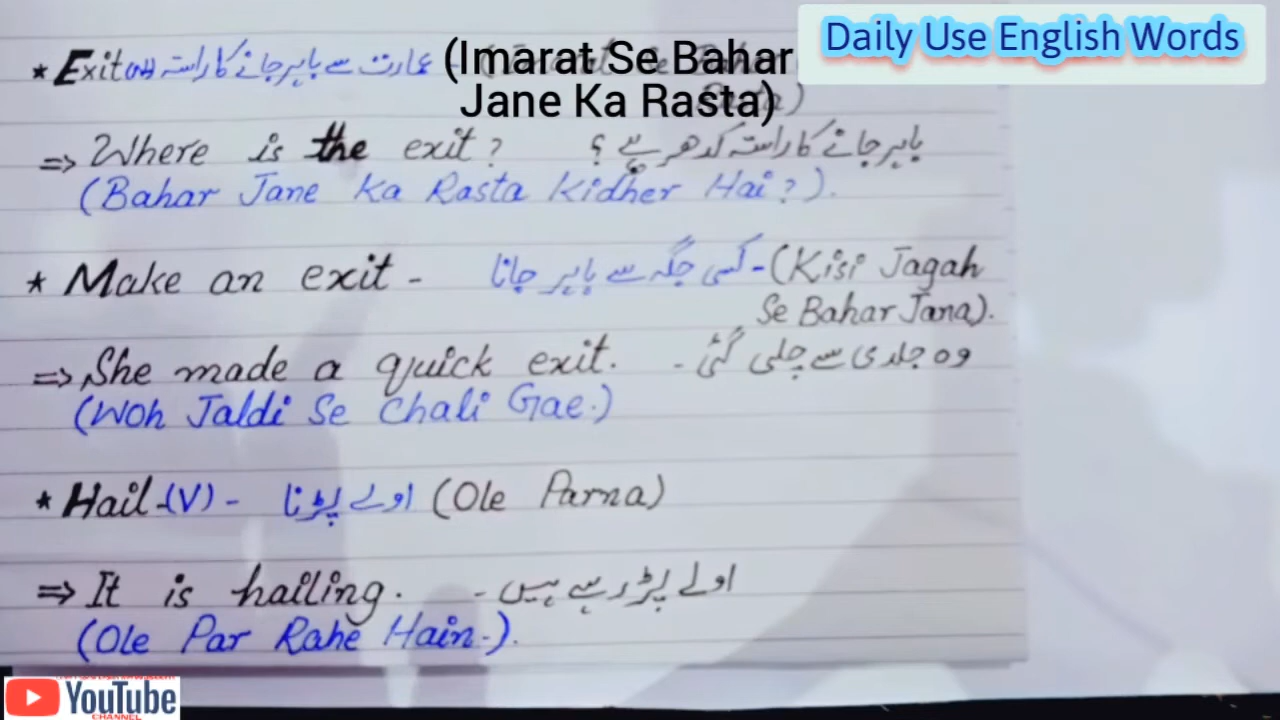 Daily Use English Words
* Exit (n) عمارت سے باہر جانے کا راستہ (Imarat Se Bahar
Jane Ka Rasta)
⇒ Where is the exit? باہر جانے کا راستہ کدھر ہے؟
(Bahar Jane Ka Rasta Kidher Hai?).
* Make an exit - کسی جگہ سے باہر جانا - (Kisi Jagah
Se Bahar Jana).
⇒ She made a quick exit. وہ جلدی سے چلی گئی -
(Woh Jaldi Se Chali Gae.)
* Hail -(V) - اولے پڑنا (Ole Parna)
⇒ It is hailing. اولے پڑ رہے ہیں -
(Ole Par Rahe Hain.).
YouTube
CHANNEL